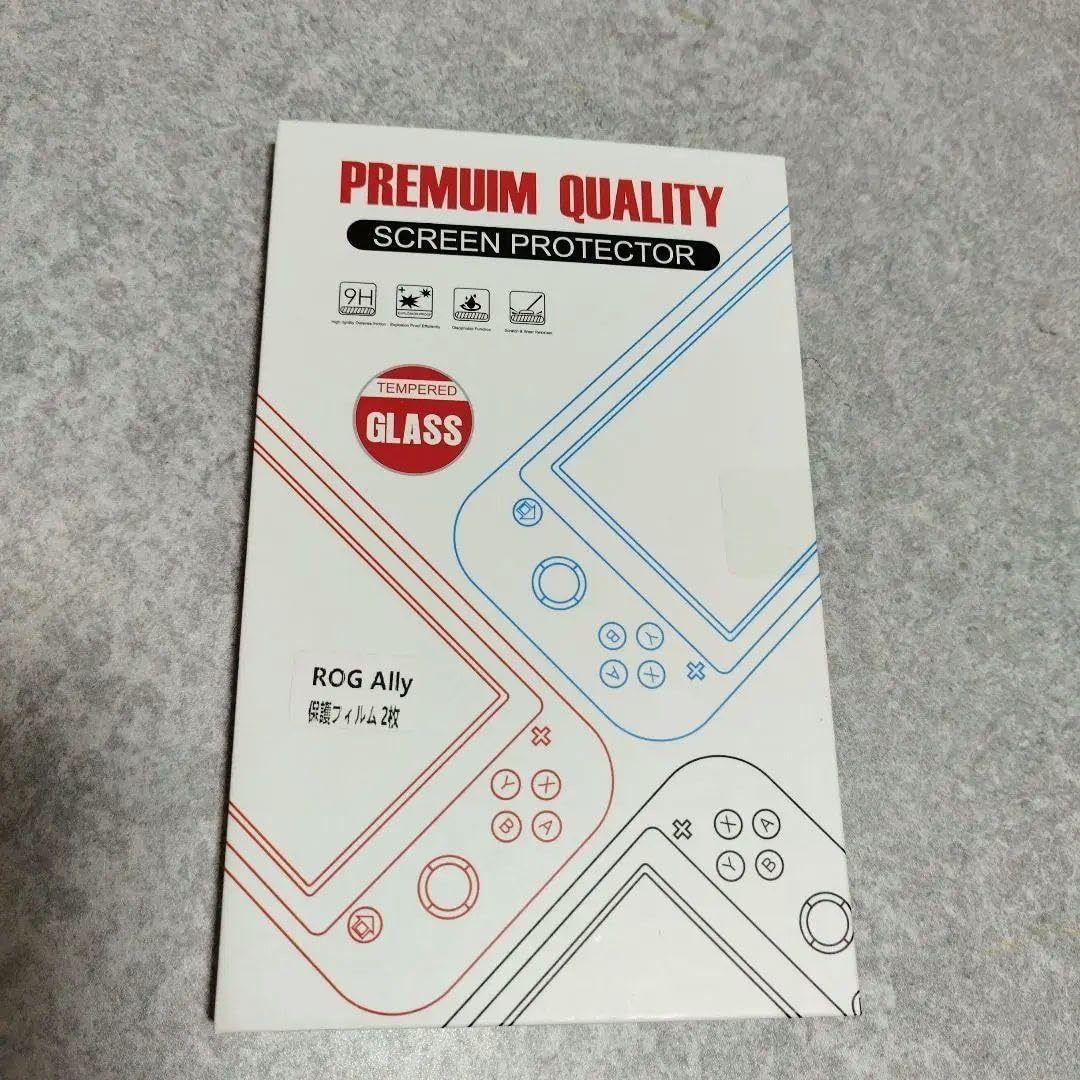 PREMUIM QUALITY
SCREEN PROTECTOR
9H
TEMPERED
GLASS
ROG Ally
保護フィルム 2枚
B
Y
A
X
Y
X
B
A
X
A
Y
B